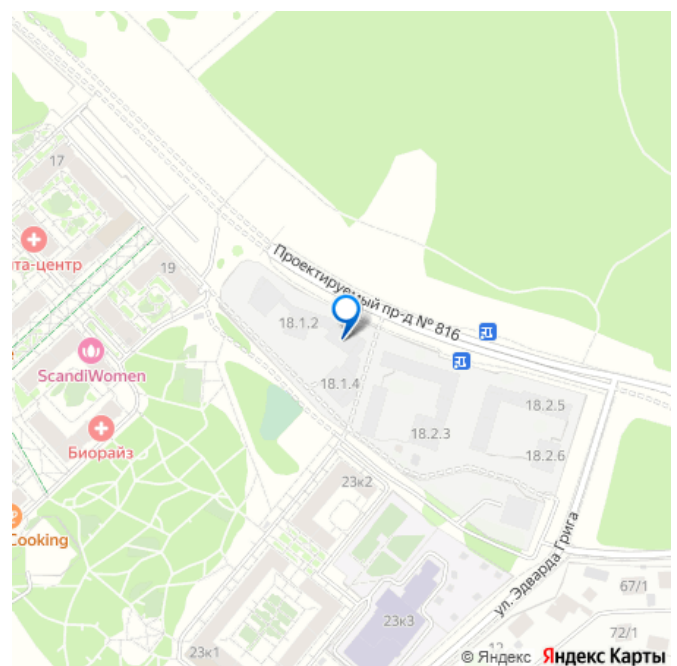 17
та-центр
19
Проектируемый пр-д № 816
18.1.2
ScandiWomen
18.1.4
18.2.5
18.2.3
Биорайз
18.2.6
23к2
Cooking
ул. Эдварда Грига
67/1
23к3
72/1
23к1
12
© Яндекс Яндекс Карты